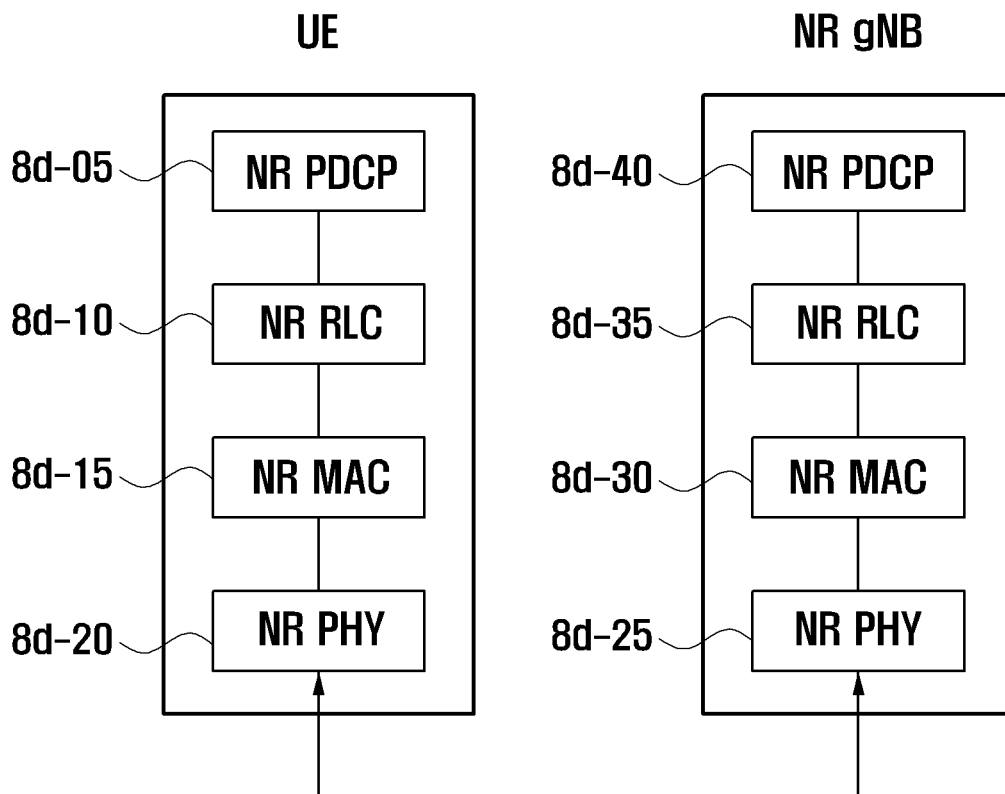 UE
NR gNB
8d-05
NR PDCP
8d-40
NR PDCP
8d-10
NR RLC
8d-35
NR RLC
8d-15
NR MAC
8d-30
NR MAC
8d-20
NR PHY
8d-25
NR PHY